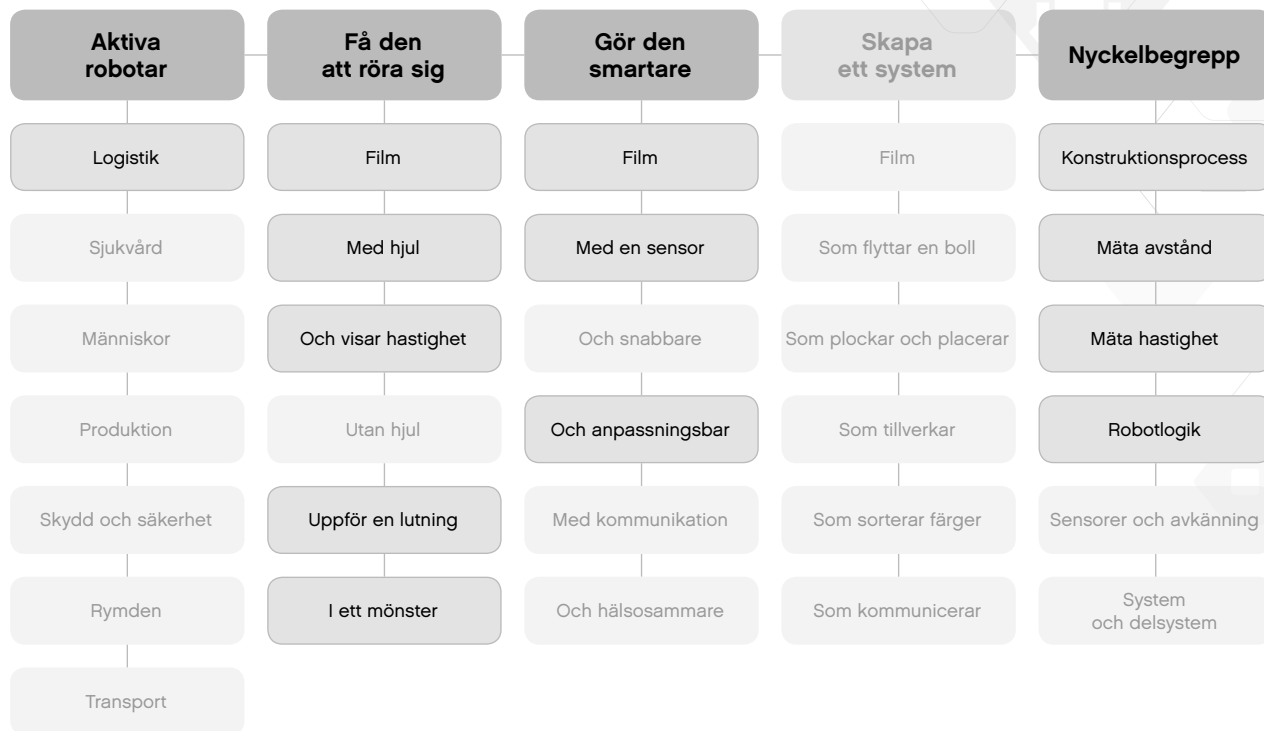 Aktiva
robotar
Få den
att röra sig
Gör den
smartare
Skapa
ett system
Nyckelbegrepp
Logistik
Film
Film
Film
Konstruktionsprocess
Sjukvård
Med hjul
Med en sensor
Som flyttar en boll
Mäta avstånd
Människor
Och visar hastighet
Och snabbare
Som plockar och placerar
Mäta hastighet
Produktion
Utan hjul
Och anpassningsbar
Som tillverkar
Robotlogik
Skydd och säkerhet
Uppför en lutning
Med kommunikation
Som sorterar färger
Sensorer och avkänning
Rymden
I ett mönster
Och hälsosammare
Som kommunicerar
System
och delsystem
Transport